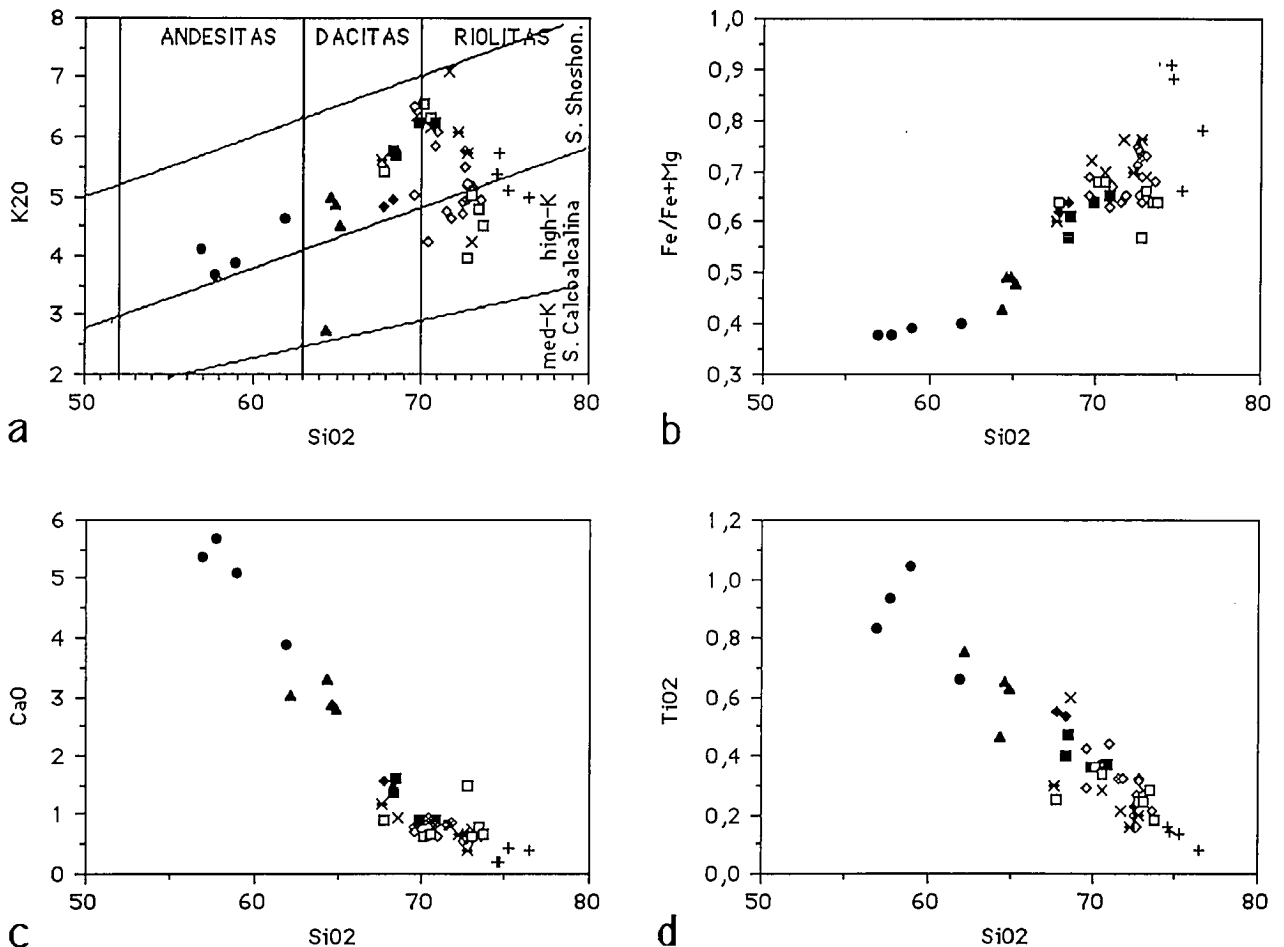 8
7
6
5
4
3
2
K2O
ANDESITAS
DACITAS
RIOLITAS
S. Shoshon.
high-K
med-K
S. Calcoalcalina
50
60
70
80
SiO2
a
1,0
0,9
0,8
0,7
0,6
0,5
0,4
0,3
Fe/Fe+Mg
50
60
70
80
SiO2
b
6
5
4
3
2
1
0
CaO
50
60
70
80
SiO2
c
1,2
1,0
0,8
0,6
0,4
0,2
0,0
TiO2
50
60
70
80
SiO2
d